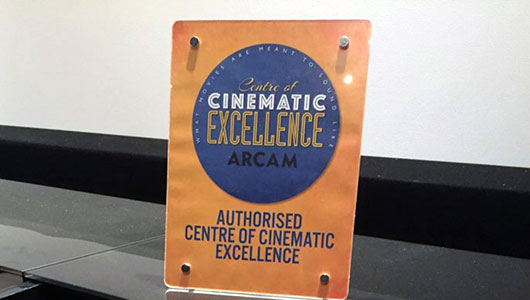 WHAT MOVIES ARE MEANT TO SOUND LIKE
Centre of
CINEMATIC
EXCELLENCE
ARCAM
AUTHORISED
CENTRE OF CINEMATIC
EXCELLENCE